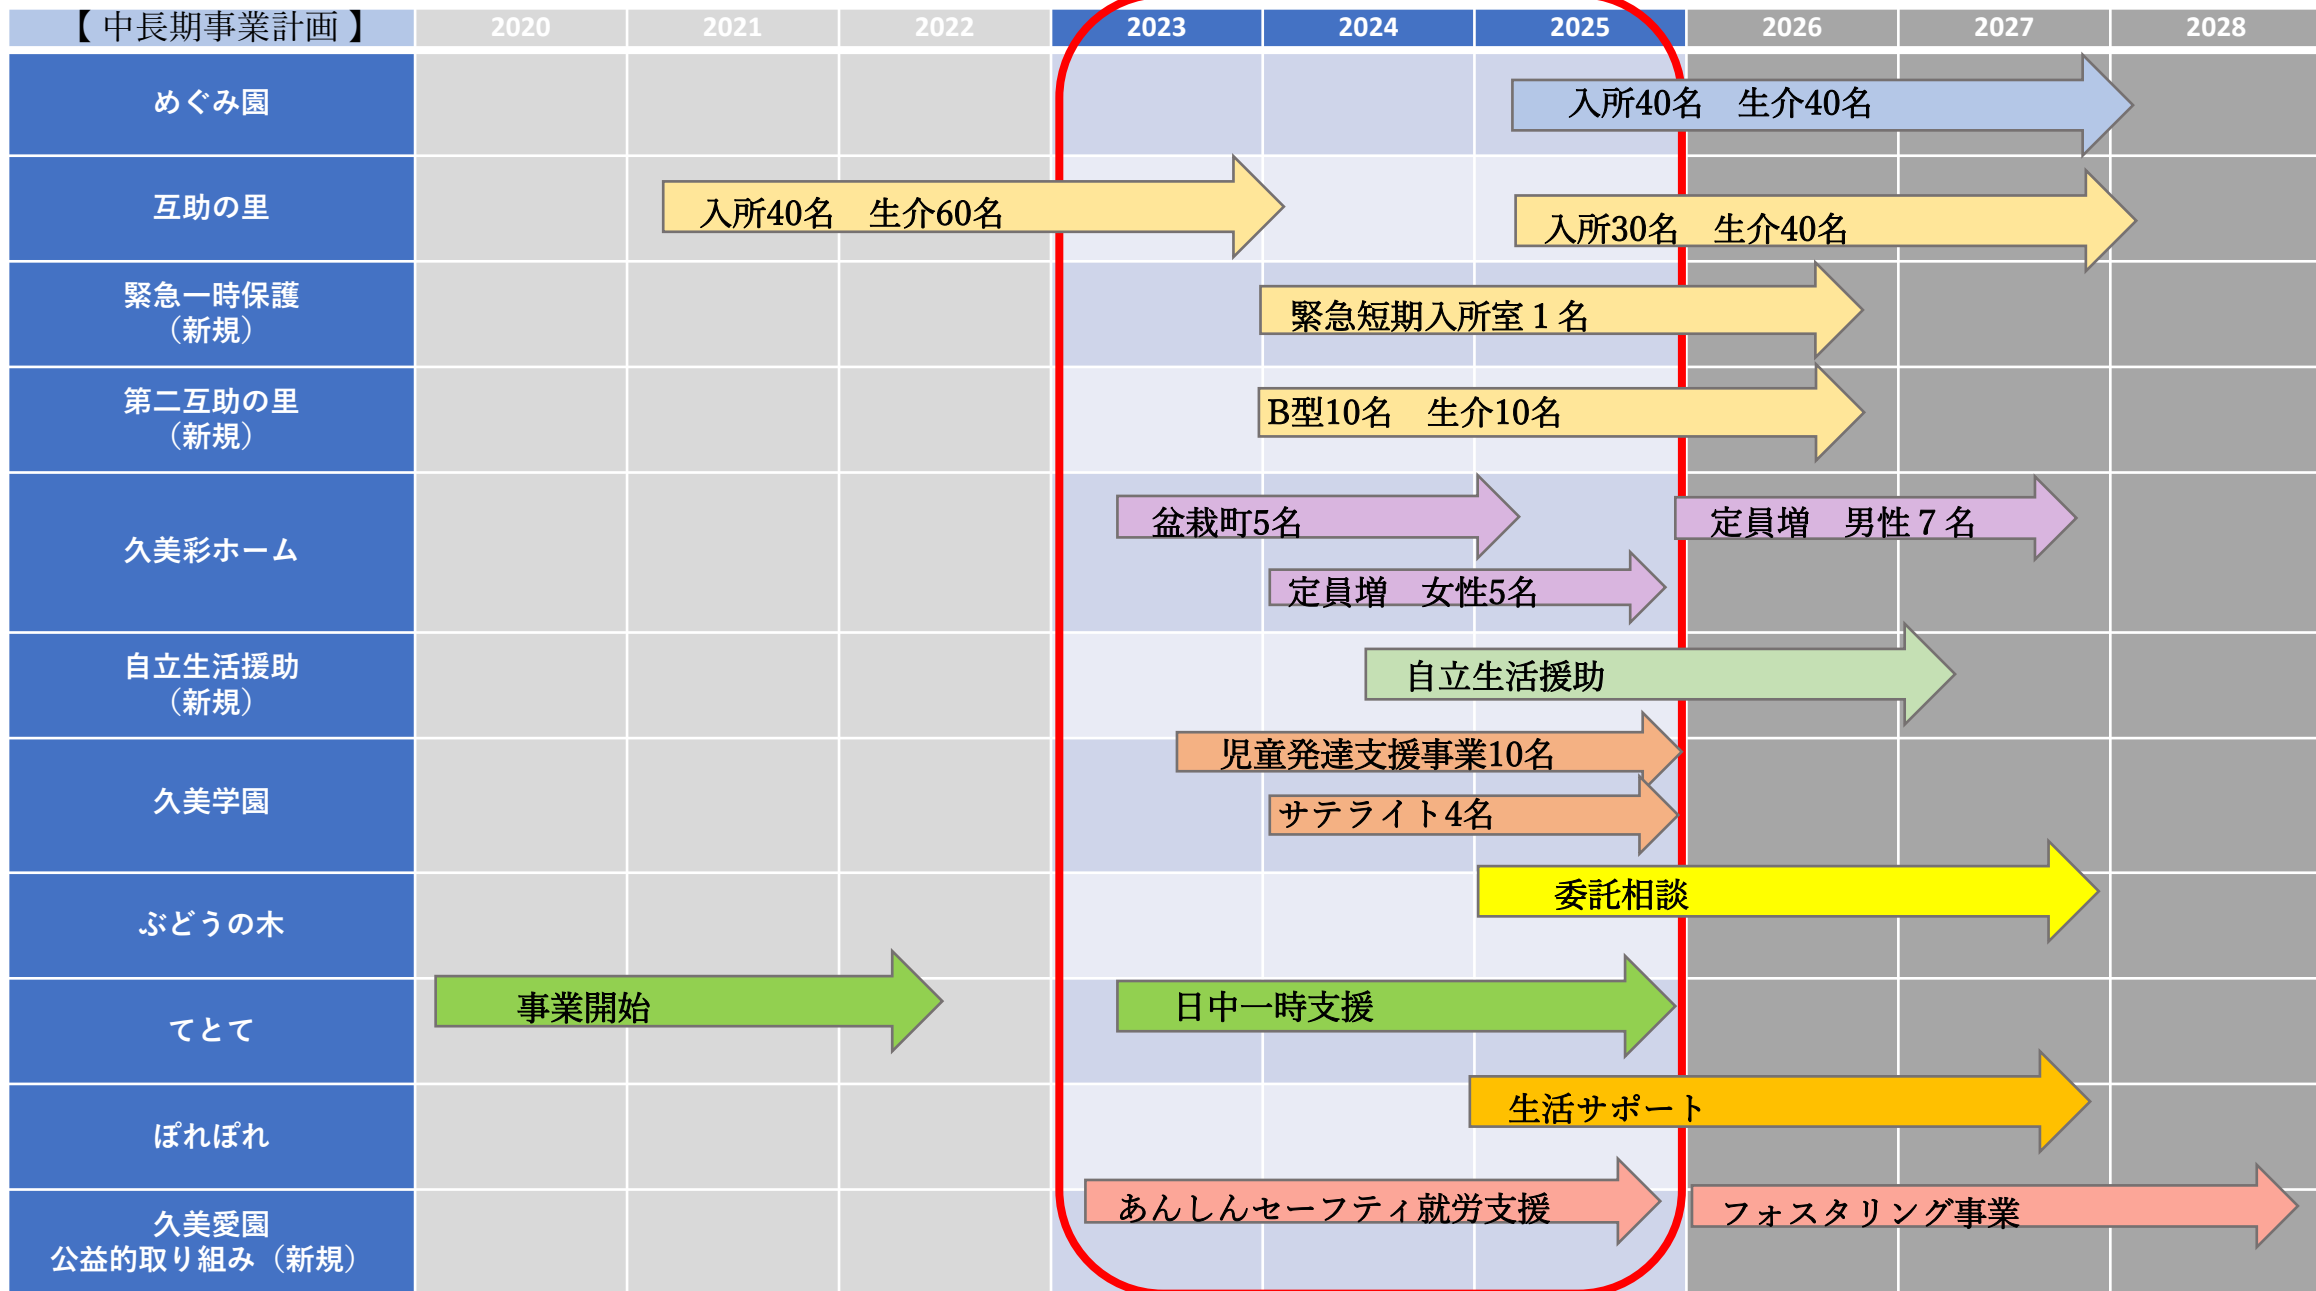 【 中長期事業計画 】 2020 2021 2022 2023 2024 2025 2026 2027 2028
めぐみ園
入所40名　生介40名
互助の里
入所40名　生介60名
入所30名　生介40名
緊急一時保護
（新規）
緊急短期入所室１名
第二互助の里
（新規）
B型10名　生介10名
久美彩ホーム
盆栽町5名
定員増　男性７名
定員増　女性5名
自立生活援助
（新規）
自立生活援助
久美学園
児童発達支援事業10名
サテライト4名
ぶどうの木
委託相談
てとて
事業開始
日中一時支援
ぽれぽれ
生活サポート
久美愛園
公益的取り組み（新規）
あんしんセーフティ就労支援
フォスタリング事業